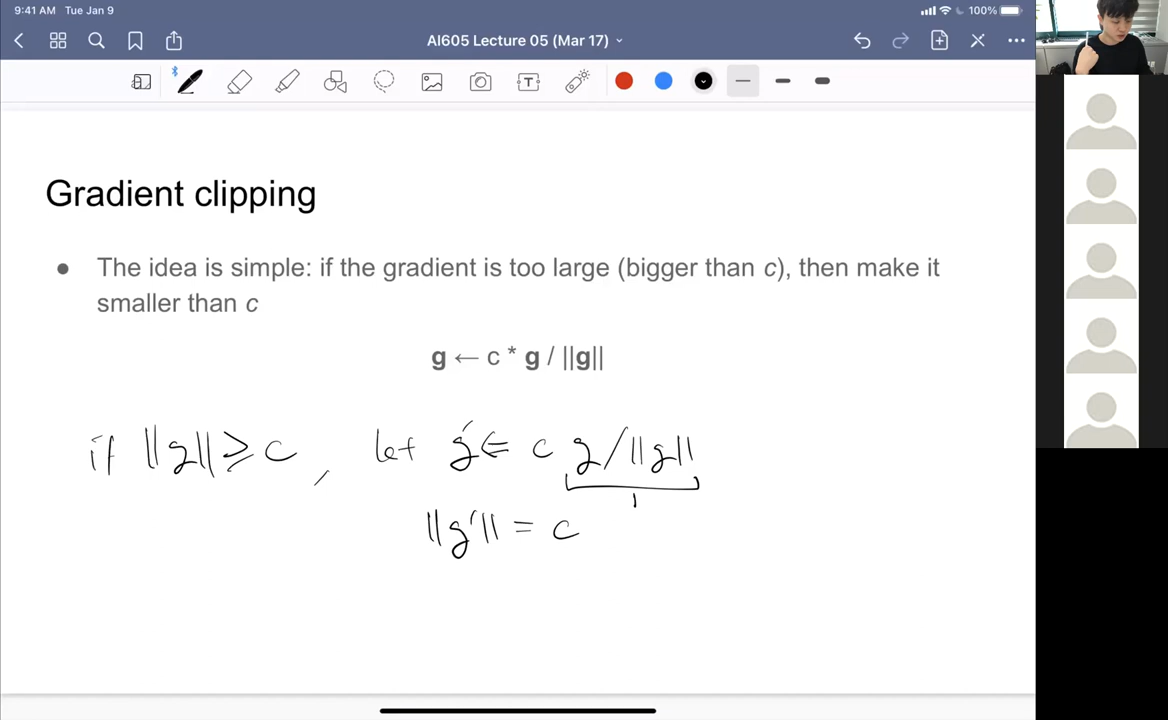 9:41 AM Tue Jan 9
100%
AI605 Lecture 05 (Mar 17)
T
Gradient clipping
● The idea is simple: if the gradient is too large (bigger than c), then make it
smaller than c
g ← c * g / ||g||
if ||g|| ≥ c , let g' ⇐ c g/||g||
1
||g'|| = c